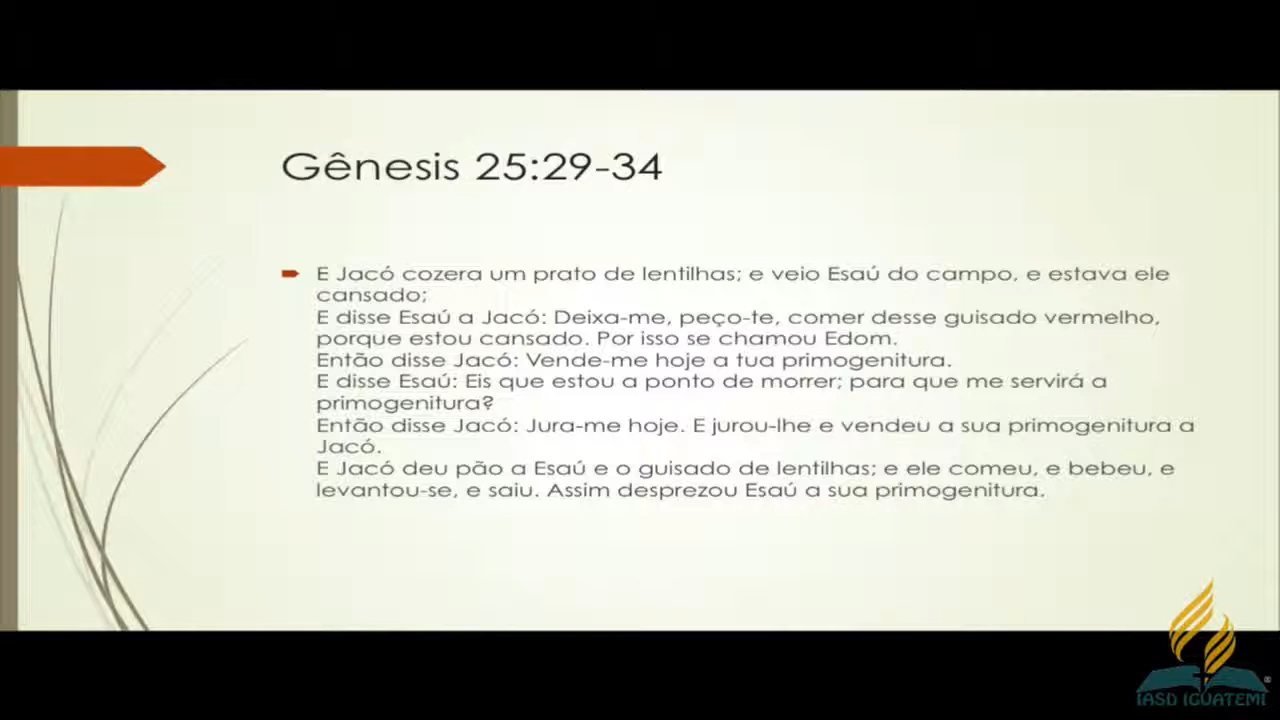 Gênesis 25:29-34
E Jacó cozera um prato de lentilhas; e veio Esaú do campo, e estava ele
cansado;
E disse Esaú a Jacó: Deixa-me, peço-te, comer desse guisado vermelho,
porque estou cansado. Por isso se chamou Edom.
Então disse Jacó: Vende-me hoje a tua primogenitura.
E disse Esaú: Eis que estou a ponto de morrer; para que me servirá a
primogenitura?
Então disse Jacó: Jura-me hoje. E jurou-lhe e vendeu a sua primogenitura a
Jacó.
E Jacó deu pão a Esaú e o guisado de lentilhas; e ele comeu, e bebeu, e
levantou-se, e saiu. Assim desprezou Esaú a sua primogenitura.
®
IASD IGUATEMI